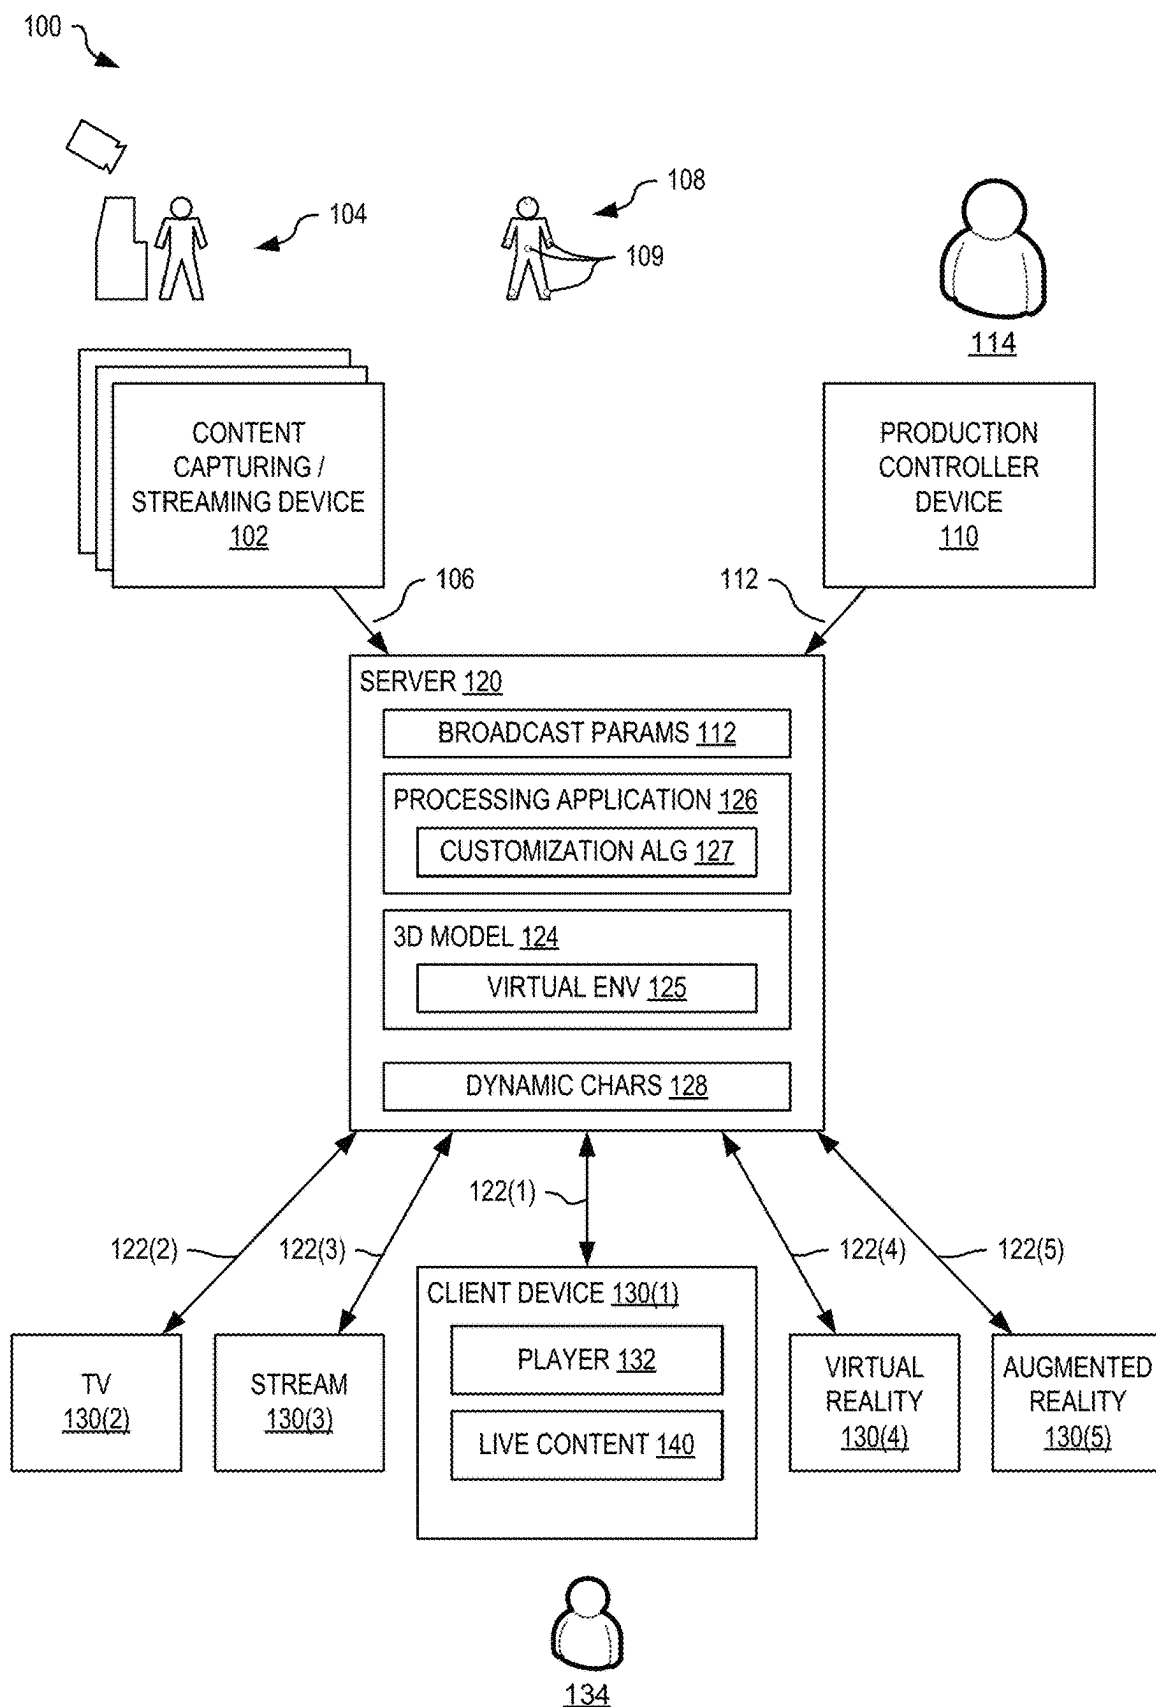 100
104
108
109
114
CONTENT
CAPTURING /
STREAMING DEVICE
102
PRODUCTION
CONTROLLER
DEVICE
110
106
112
SERVER 120
BROADCAST PARAMS 112
PROCESSING APPLICATION 126
CUSTOMIZATION ALG 127
3D MODEL 124
VIRTUAL ENV 125
DYNAMIC CHARS 128
122(1)
122(2)
122(3)
122(4)
122(5)
CLIENT DEVICE 130(1)
PLAYER 132
LIVE CONTENT 140
TV
130(2)
STREAM
130(3)
VIRTUAL
REALITY
130(4)
AUGMENTED
REALITY
130(5)
134